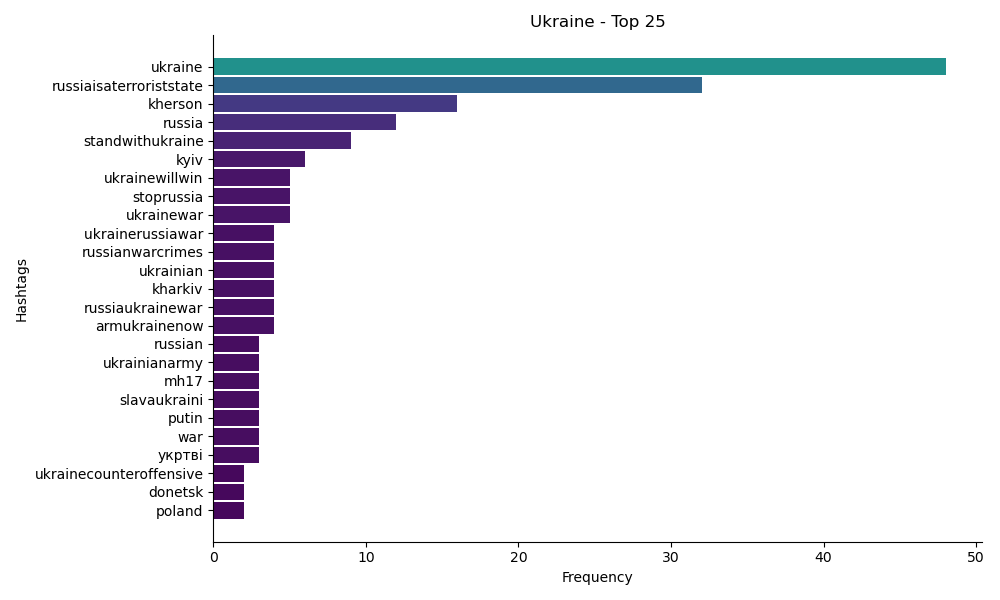 Ukraine - Top 25
Hashtags
ukraine
russiaisaterroriststate
kherson
russia
standwithukraine
kyiv
ukrainewillwin
stoprussia
ukrainewar
ukrainerussiawar
russianwarcrimes
ukrainian
kharkiv
russiaukrainewar
armukrainenow
russian
ukrainianarmy
mh17
slavaukraini
putin
war
укртві
ukrainecounteroffensive
donetsk
poland
0 10 20 30 40 50
Frequency